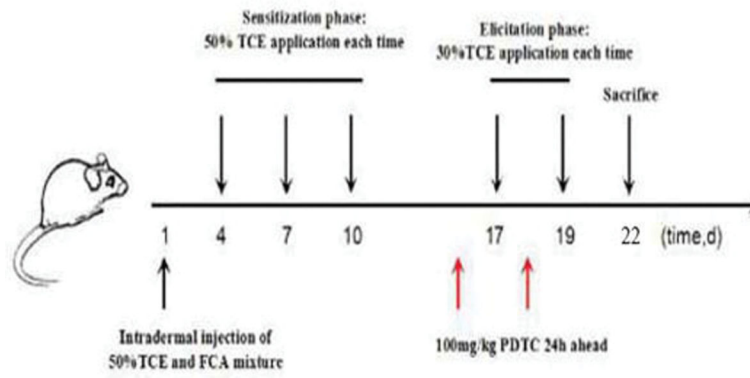 Sensitization phase:
50% TCE application each time
Elicitation phase:
30%TCE application each time
Sacrifice
1 4 7 10 17 19 22 (time,d)
Intradermal injection of
50%TCE and FCA mixture
100mg/kg PDTC 24h ahead